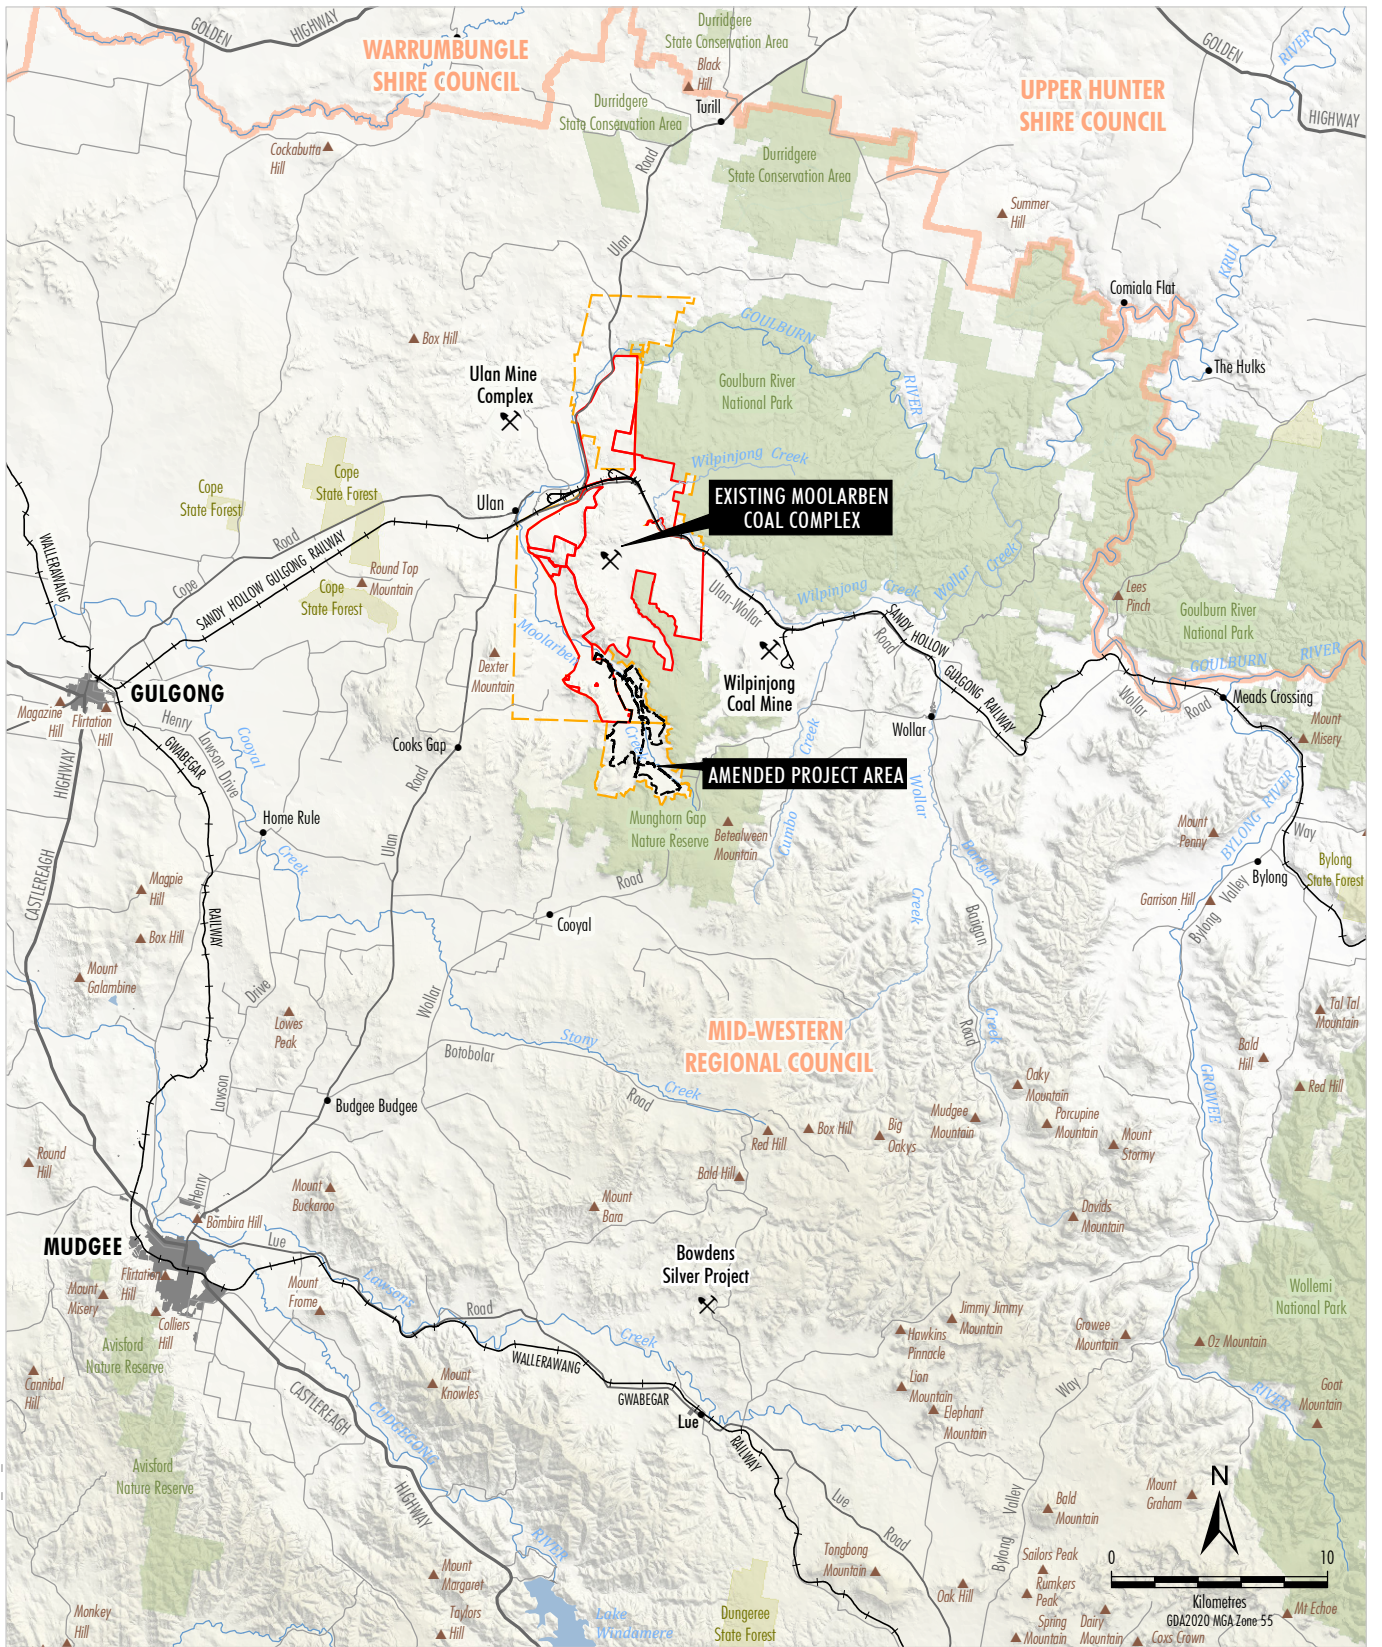 GOLDEN
HIGHWAY
WARRUMBUNGLE
SHIRE COUNCIL
Durridgere
State Conservation Area
Black
Hill
Turill
GOLDEN
RIVER
HIGHWAY
UPPER HUNTER
SHIRE COUNCIL
Durridgere
State Conservation Area
Cockabutta
Hill
Road
Durridgere
State Conservation Area
Summer
Hill
Ulan
KRUI
Comiala Flat
Box Hill
GOULBURN
RIVER
The Hulks
Ulan Mine
Complex
Goulburn River
National Park
Wilpinjong Creek
Cope
State Forest
Cope
State Forest
Ulan
EXISTING MOOLARBEN
COAL COMPLEX
WALLERAWANG
Road
SANDY HOLLOW GULGONG RAILWAY
Cope
Round Top
Mountain
Cope
State Forest
Ulan-Wollar
Wilpinjong
Creek
Wollar
Creek
Lees
Pinch
Goulburn River
National Park
Moolarben
SANDY HOLLOW
Road
GULGONG RAILWAY
GOULBURN
RIVER
Dexter
Mountain
Wilpinjong
Coal Mine
GULGONG
Magazine
Hill
Flirtation
Hill
Henry
Lawson Drive
Cooyal
Wollar
Road
Meads Crossing
Wollar
Mount
Misery
Creek
Creek
GWABEGAR
HIGHWAY
Cooks Gap
Road
AMENDED PROJECT AREA
Wollar
BYLONG RIVER
Home Rule
Munghorn Gap
Nature Reserve
Betealween
Mountain
Cumbo
Mount
Penny
Way
Ulan
Creek
Barigan
Bylong
Bylong
State Forest
CASTLEREAGH
Magpie
Hill
Road
Garrison Hill
Bylong Valley
RAILWAY
Box Hill
Cooyal
Creek
Barigan
Mount
Galambine
Drive
Wollar
Lowes
Peak
Stony
Road
Creek
MID-WESTERN
REGIONAL COUNCIL
Tal Tal
Mountain
Bald
Hill
Botobolar
Road
Creek
GROWEE
Red Hill
Lawson
Budgee Budgee
Oaky
Mountain
Porcupine
Mountain
Mudgee
Mountain
Big
Oakys
Box Hill
Red Hill
Mount
Stormy
Round
Hill
Bald Hill
Henry
Mount
Buckaroo
Mount
Bara
Davids
Mountain
Bombira Hill
Lue
MUDGEE
Bowdens
Silver Project
Flirtation
Hill
Mount
Misery
Mount
Frome
Lawsons
Wollemi
National Park
Colliers
Hill
Road
Creek
Jimmy Jimmy
Mountain
Hawkins
Pinnacle
Growee
Mountain
Oz Mountain
Avisford
Nature Reserve
WALLERAWANG
Cannibal
Hill
Mount
Knowles
GWABEGAR
Lion
Mountain
Way
RIVER
Goat
Mountain
CASTLEREAGH
CUDGEGONG
Lue
Elephant
Mountain
RAILWAY
Avisford
Nature Reserve
HIGHWAY
Lue
Road
Valley
Bald
Mountain
Mount
Graham
N
RIVER
Bylong
Tongbong
Mountain
Sailors Peak
Rumkers
Peak
Oak Hill
0
10
Kilometres
GDA2020 MGA Zone 55
Mount
Margaret
Taylors
Hill
Lake
Windamere
Dungeree
State Forest
Spring
Mountain
Dairy
Mountain
Coxs Crown
Mt Echoe
Monkey
Hill